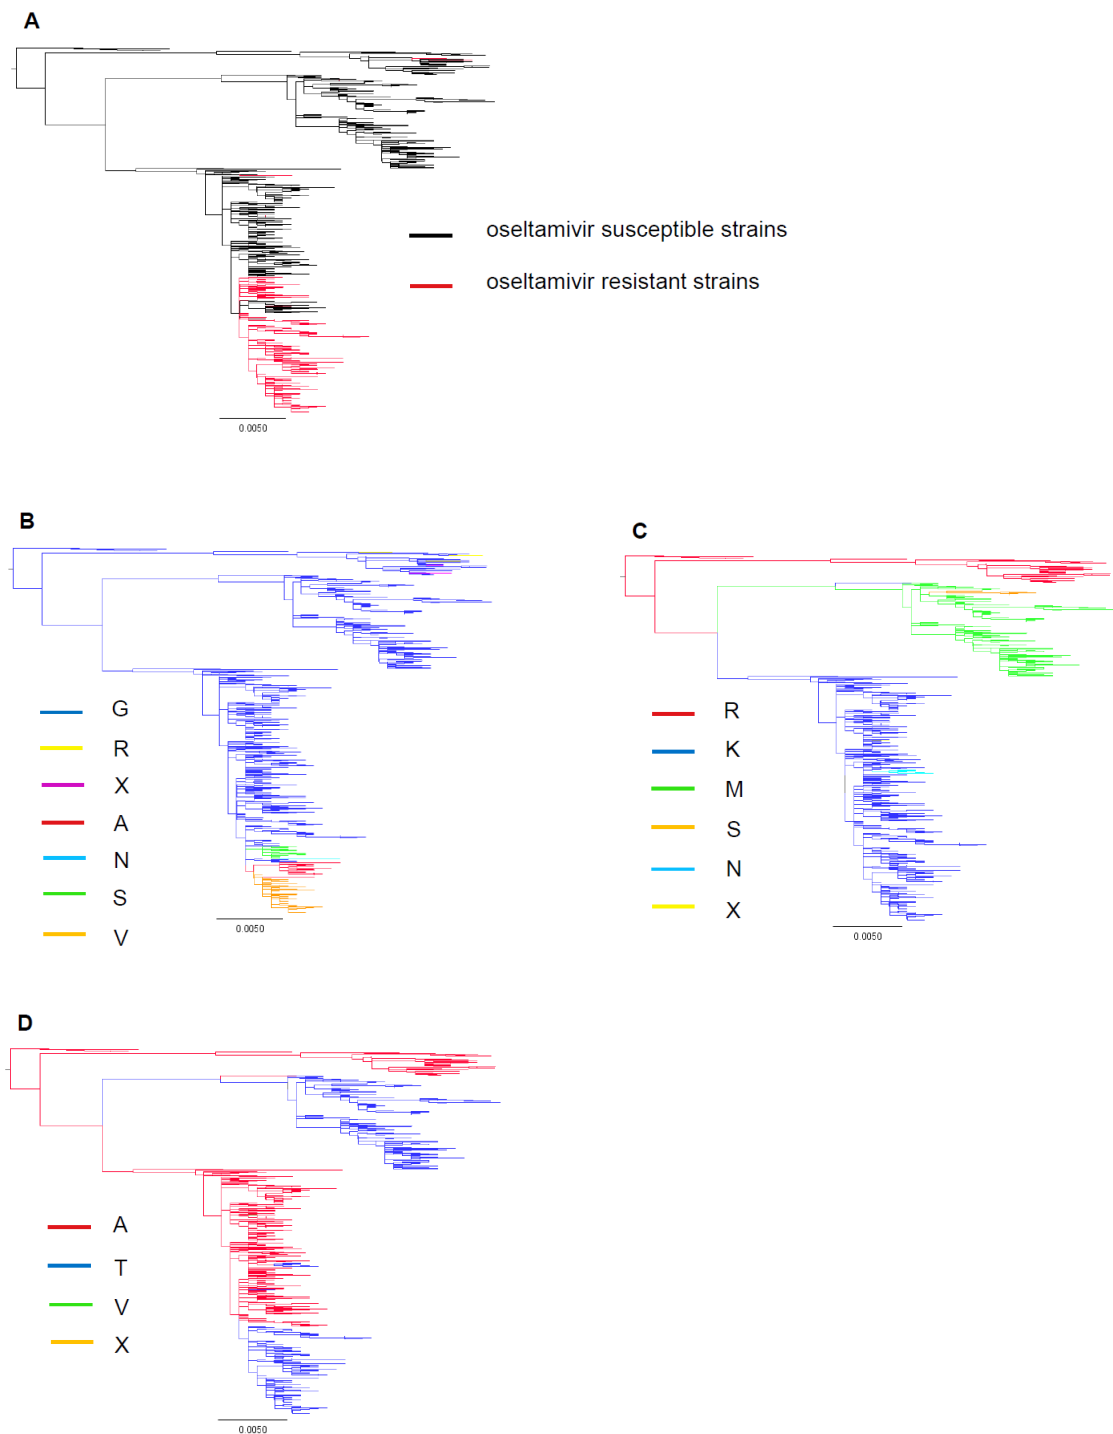 A
oseltamivir susceptible strains
oseltamivir resistant strains
0.0050
B
G
R
X
A
N
S
V
0.0050
C
R
K
M
S
N
X
0.0050
D
A
T
V
X
0.0050